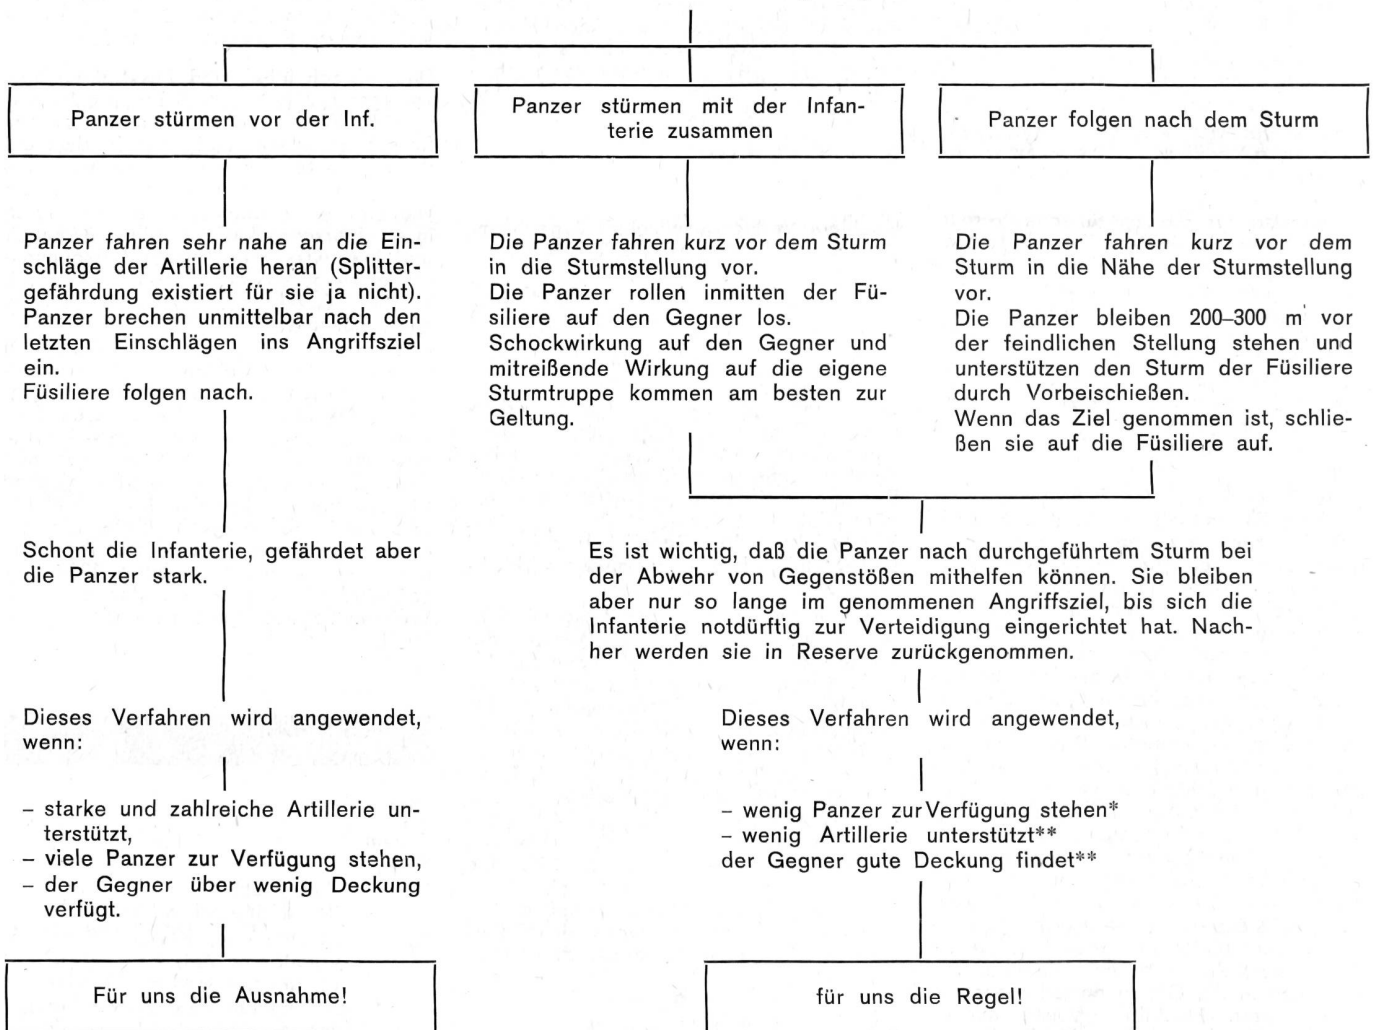 Panzer stürmen vor der Inf.
Panzer stürmen mit der Infan-
terie zusammen
Panzer folgen nach dem Sturm
Panzer fahren sehr nahe an die Ein-
schläge der Artillerie heran (Splitter-
gefährdung existiert für sie ja nicht).
Panzer brechen unmittelbar nach den
letzten Einschlägen ins Angriffsziel
ein.
Füsiliere folgen nach.
Die Panzer fahren kurz vor dem Sturm
in die Sturmstellung vor.
Die Panzer rollen inmitten der Fü-
siliere auf den Gegner los.
Schockwirkung auf den Gegner und
mitreißende Wirkung auf die eigene
Sturmtruppe kommen am besten zur
Geltung.
Die Panzer fahren kurz vor dem
Sturm in die Nähe der Sturmstellung
vor.
Die Panzer bleiben 200–300 m vor
der feindlichen Stellung stehen und
unterstützen den Sturm der Füsiliere
durch Vorbeischießen.
Wenn das Ziel genommen ist, schlie-
ßen sie auf die Füsiliere auf.
Schont die Infanterie, gefährdet aber
die Panzer stark.
Es ist wichtig, daß die Panzer nach durchgeführtem Sturm bei
der Abwehr von Gegenstößen mithelfen können. Sie bleiben
aber nur so lange im genommenen Angriffsziel, bis sich die
Infanterie notdürftig zur Verteidigung eingerichtet hat. Nach-
her werden sie in Reserve zurückgenommen.
Dieses Verfahren wird angewendet,
wenn:
– starke und zahlreiche Artillerie un-
terstützt,
– viele Panzer zur Verfügung stehen,
– der Gegner über wenig Deckung
verfügt.
Dieses Verfahren wird angewendet,
wenn:
– wenig Panzer zur Verfügung stehen*
– wenig Artillerie unterstützt**
der Gegner gute Deckung findet**
Für uns die Ausnahme!
für uns die Regel!